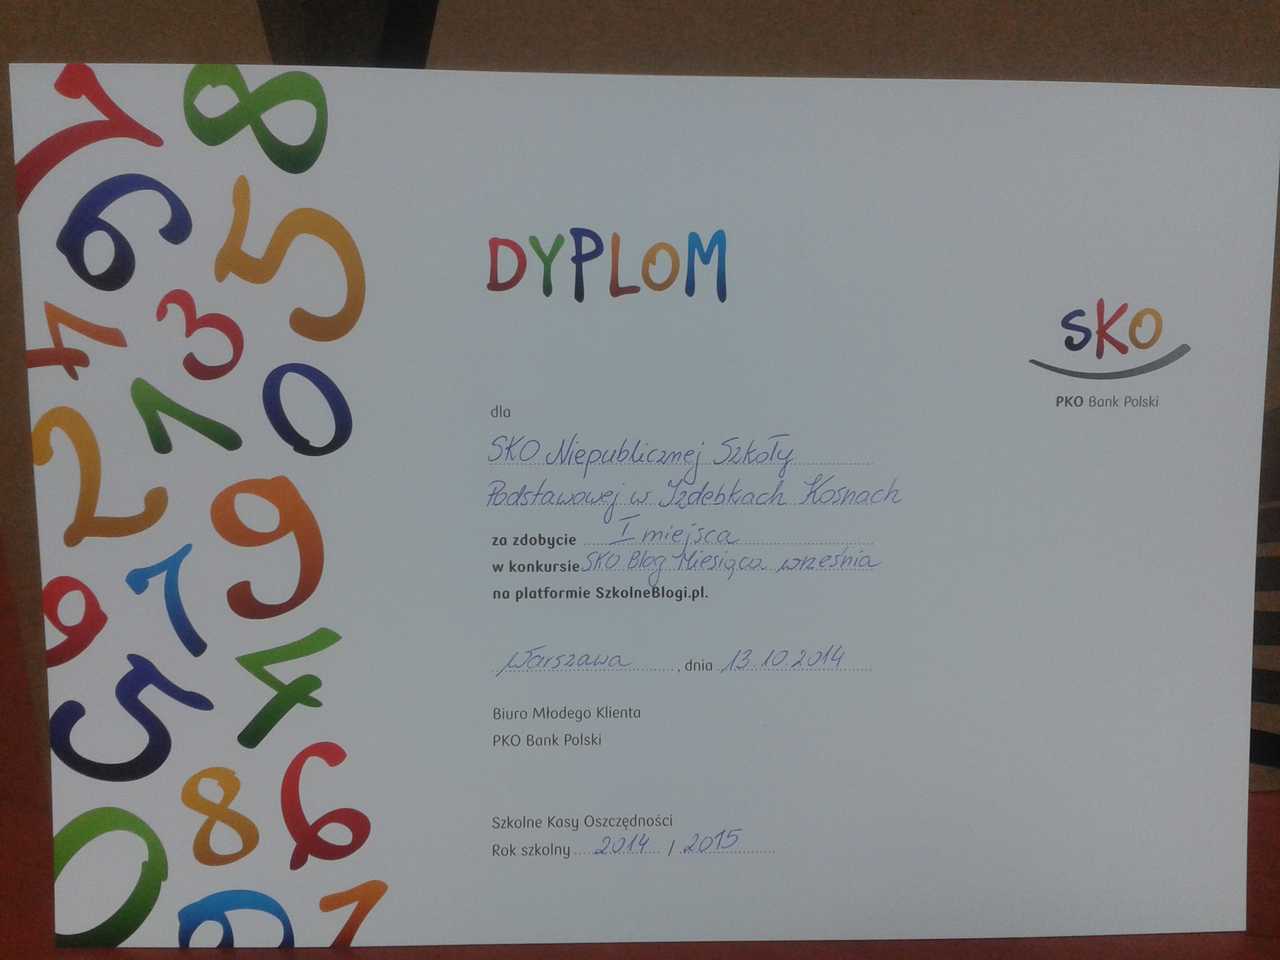 DYPLOM
SKO
PKO Bank Polski
dla
SKO Niepublicznej Szkoły
Podstawowej w Izdebkach Kosnach
za zdobycie I miejsca
w konkursie SKO Blog Miesiąca września
na platformie SzkolneBlogi.pl.
Warszawa, dnia 13.10.2014
Biuro Młodego Klienta
PKO Bank Polski
Szkolne Kasy Oszczędności
Rok szkolny 2014 / 2015